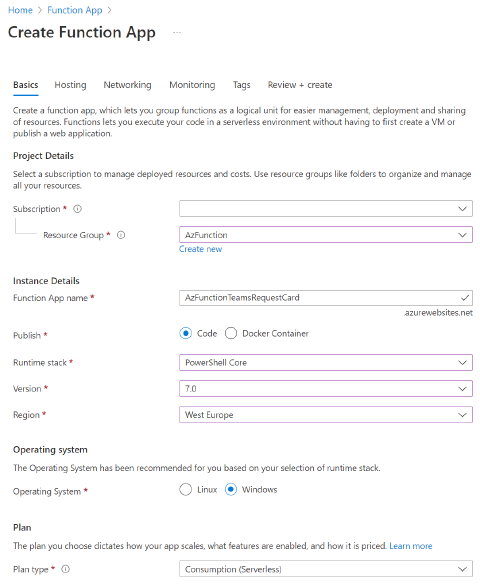 Home > Function App >
Create Function App ...
Basics Hosting Networking Monitoring Tags Review + create
Create a function app, which lets you group functions as a logical unit for easier management, deployment and sharing
of resources. Functions lets you execute your code in a serverless environment without having to first create a VM or
publish a web application.
Project Details
Select a subscription to manage deployed resources and costs. Use resource groups like folders to organize and manage
all your resources.
Subscription *
Resource Group * AzFunction
Create new
Instance Details
Function App name * AzFunctionTeamsRequestCard
.azurewebsites.net
Publish * Code Docker Container
Runtime stack * PowerShell Core
Version * 7.0
Region * West Europe
Operating system
The Operating System has been recommended for you based on your selection of runtime stack.
Operating System * Linux Windows
Plan
The plan you choose dictates how your app scales, what features are enabled, and how it is priced. Learn more
Plan type * Consumption (Serverless)